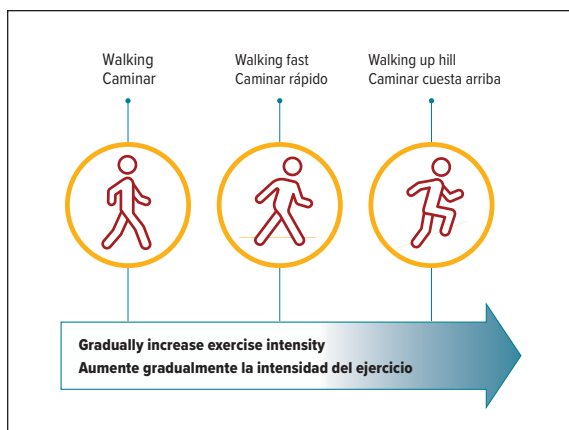 Walking
Caminar
Walking fast
Caminar rápido
Walking up hill
Caminar cuesta arriba
Gradually increase exercise intensity
Aumente gradualmente la intensidad del ejercicio